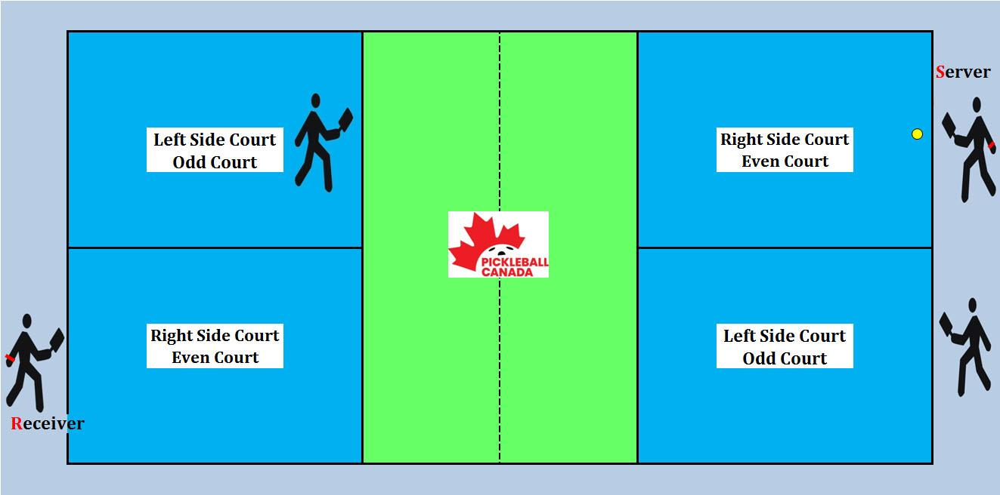 Server
Left Side Court
Odd Court
Right Side Court
Even Court
PICKLEBALL
CANADA
Right Side Court
Even Court
Left Side Court
Odd Court
Receiver